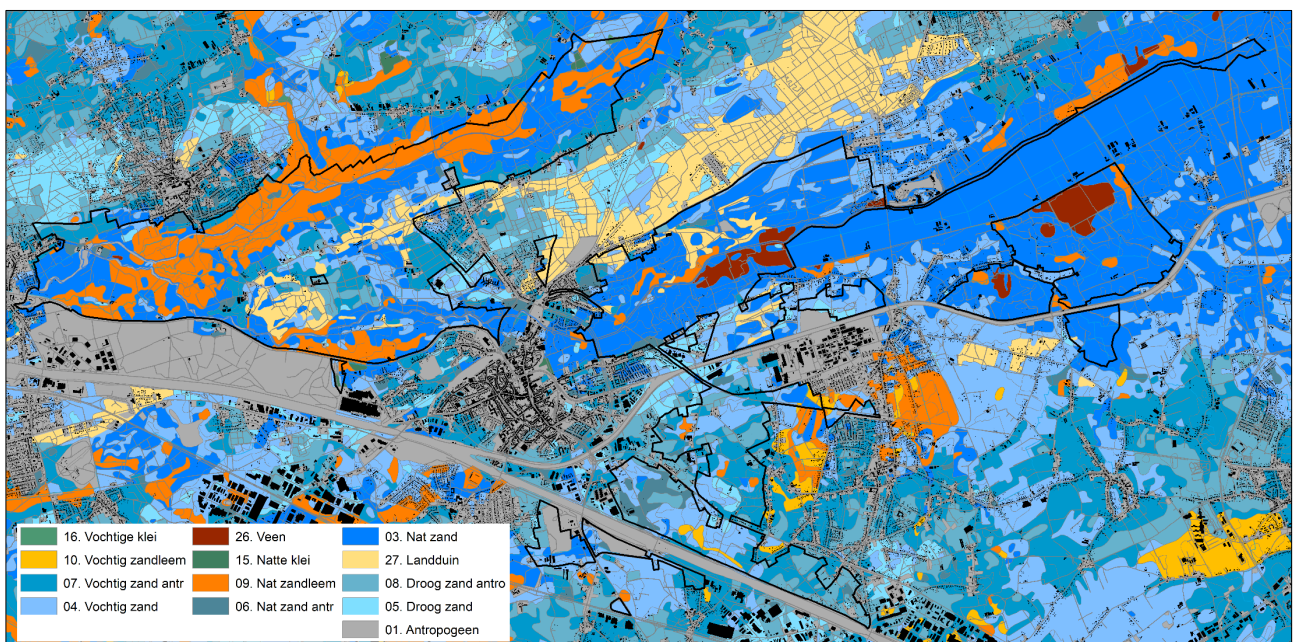 16. Vochtige klei
26. Veen
03. Nat zand
10. Vochtig zandleem
15. Natte klei
27. Landduin
07. Vochtig zand antr
09. Nat zandleem
08. Droog zand antro
04. Vochtig zand
06. Nat zand antr
05. Droog zand
01. Antropogeen